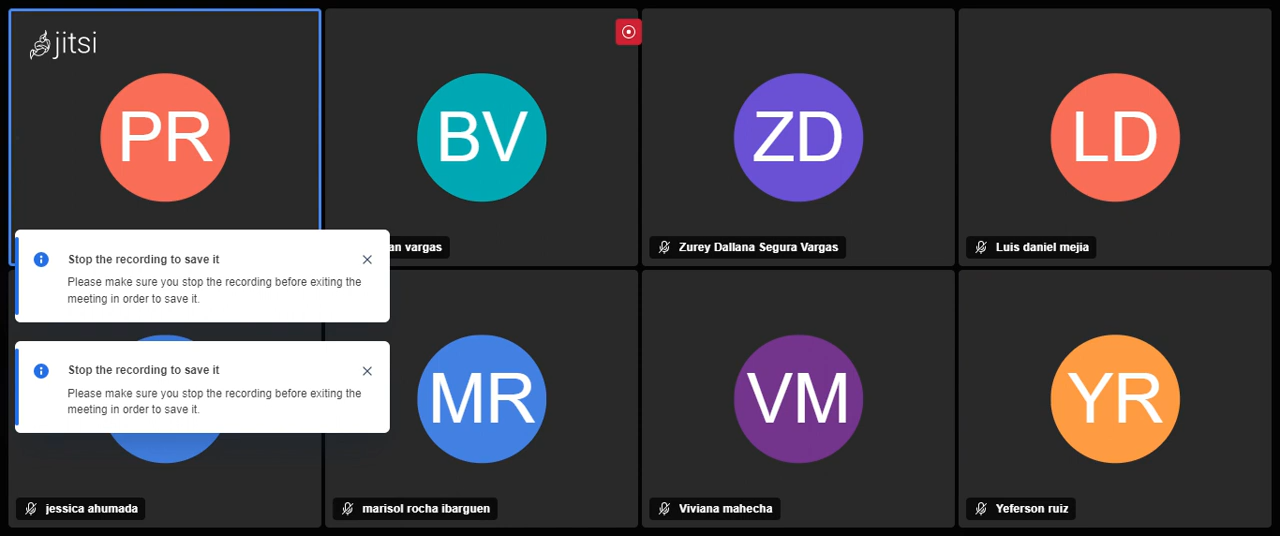 jitsi
PR
BV
ZD
LD
vargas
Zurey Dallana Segura Vargas
Luis daniel mejia
Stop the recording to save it
Please make sure you stop the recording before exiting the
meeting in order to save it.
Stop the recording to save it
Please make sure you stop the recording before exiting the
meeting in order to save it.
MR
VM
YR
jessica ahumada
marisol rocha ibarguen
Viviana mahecha
Yeferson ruiz